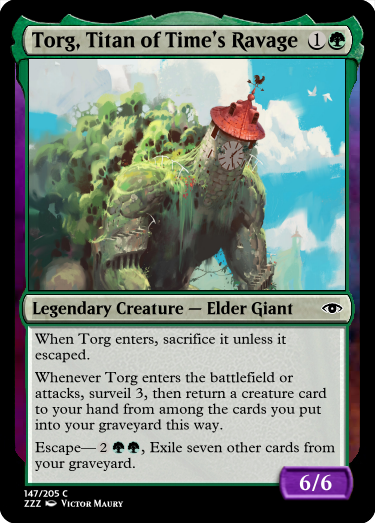 Torg, Titan of Time's Ravage 1
Legendary Creature — Elder Giant
When Torg enters, sacrifice it unless it
escaped.
Whenever Torg enters the battlefield or
attacks, surveil 3, then return a creature card
to your hand from among the cards you put
into your graveyard this way.
Escape— 2 , Exile seven other cards from
your graveyard.
6/6
147/205 C
ZZZ Victor Maury